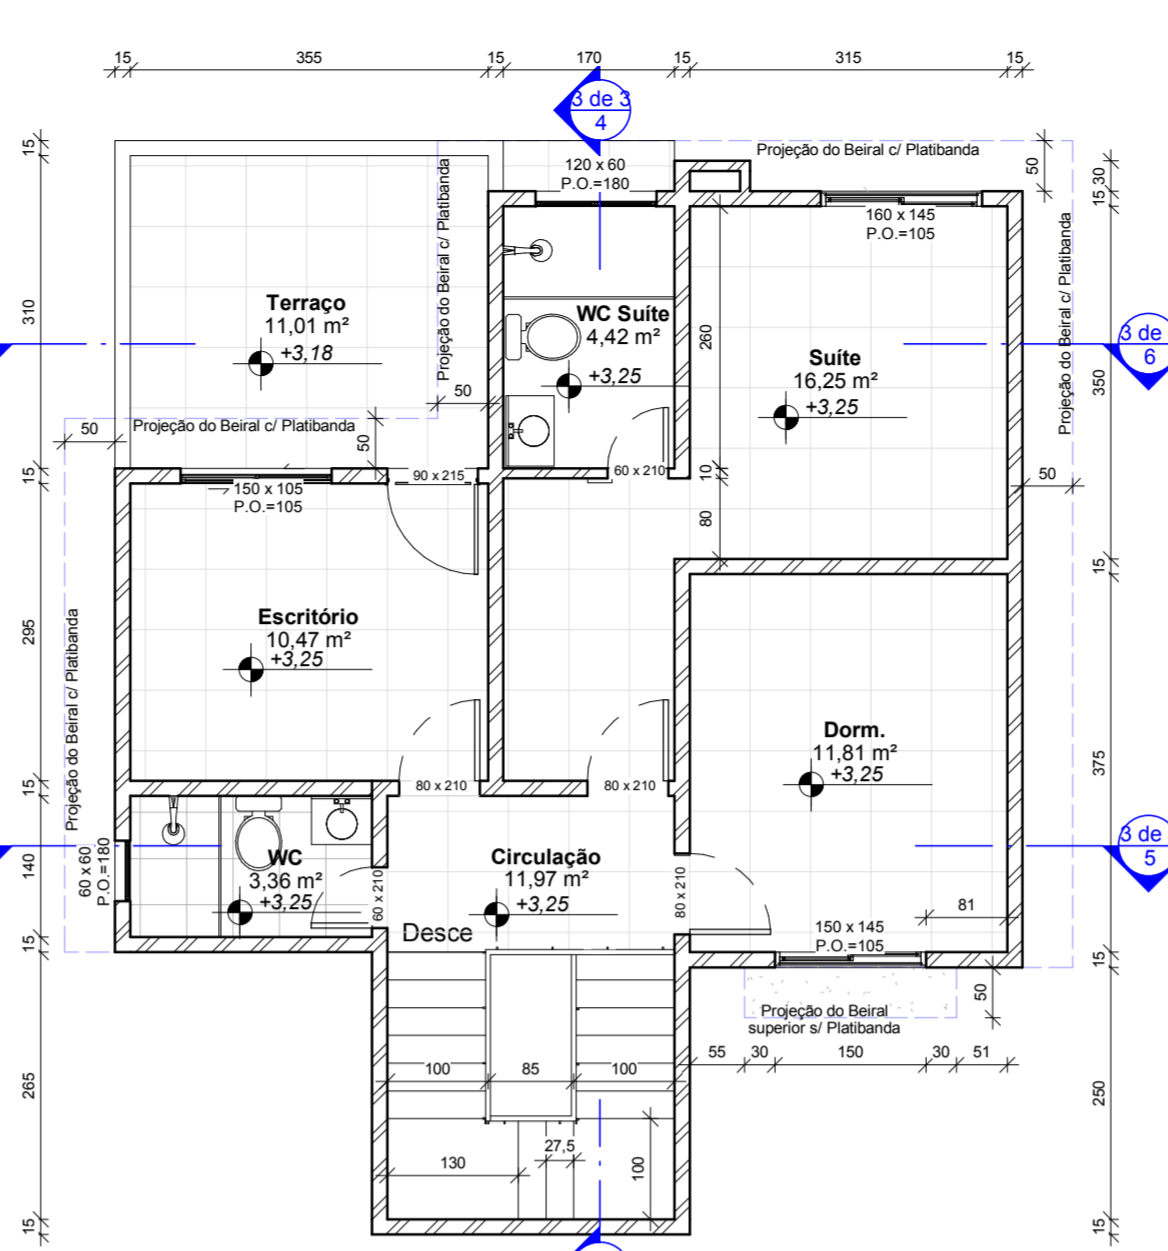 15 355 15 170 15 315 15
3 de 3
4
Projeção do Beiral c/ Platibanda
50
15
30
15
120 x 60
P.O.=180
160 x 145
P.O.=105
Projeção do Beiral c/ Platibanda
Projeção do Beiral c/ Platibanda
310
Terraço
11,01 m²
+3,18
WC Suíte
4,42 m²
+3,25
260
Suíte
16,25 m²
+3,25
350
3 de
6
50
50
Projeção do Beiral c/ Platibanda
50
15
150 x 105
P.O.=105
90 x 215
60 x 210
10
80
50
15
295
Escritório
10,47 m²
+3,25
Projeção do Beiral c/ Platibanda
Dorm.
11,81 m²
+3,25
375
15
80 x 210
80 x 210
140
60 x 60
P.O.=180
WC
3,36 m²
+3,25
60 x 210
Circulação
11,97 m²
+3,25
80 x 210
3 de
5
81
15
Desce
150 x 145
P.O.=105
15
50
Projeção do Beiral
superior s/ Platibanda
55 30 150 30 51
265
100 85 100
250
27,5
130
100
15
15